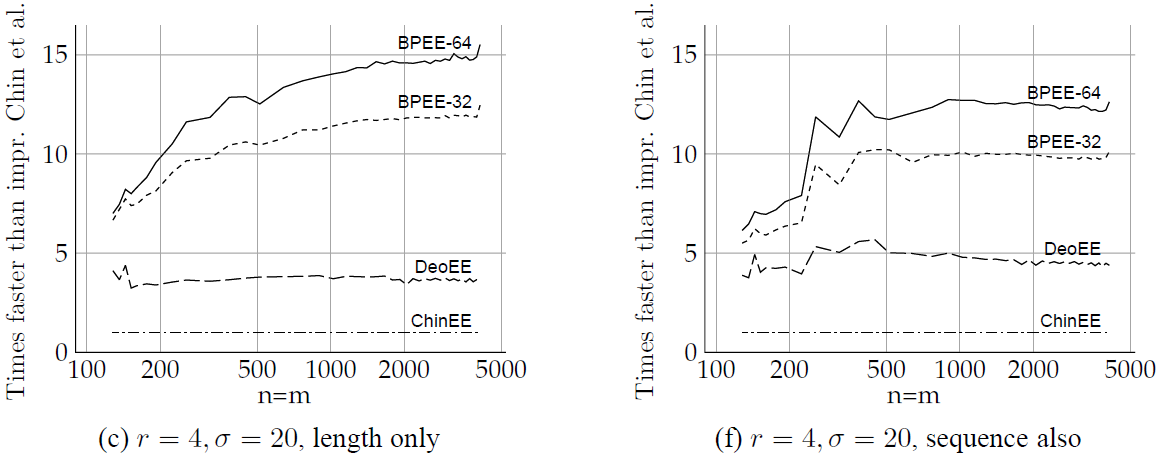 Times faster than impr. Chin et al.
15
10
5
0
BPEE-64
BPEE-32
DeoEE
ChinEE
100 200 500 1000 2000 5000
n=m
(c) r = 4, σ = 20, length only
Times faster than impr. Chin et al.
15
10
5
0
BPEE-64
BPEE-32
DeoEE
ChinEE
100 200 500 1000 2000 5000
n=m
(f) r = 4, σ = 20, sequence also